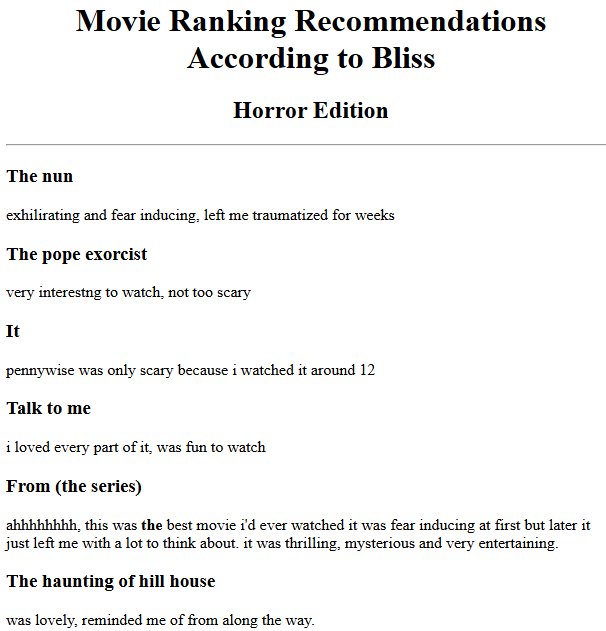 Movie Ranking Recommendations
According to Bliss
Horror Edition
The nun
exhilirating and fear inducing, left me traumatized for weeks
The pope exorcist
very interestng to watch, not too scary
It
pennywise was only scary because i watched it around 12
Talk to me
i loved every part of it, was fun to watch
From (the series)
ahhhhhhhh, this was the best movie i'd ever watched it was fear inducing at first but later it
just left me with a lot to think about. it was thrilling, mysterious and very entertaining.
The haunting of hill house
was lovely, reminded me of from along the way.